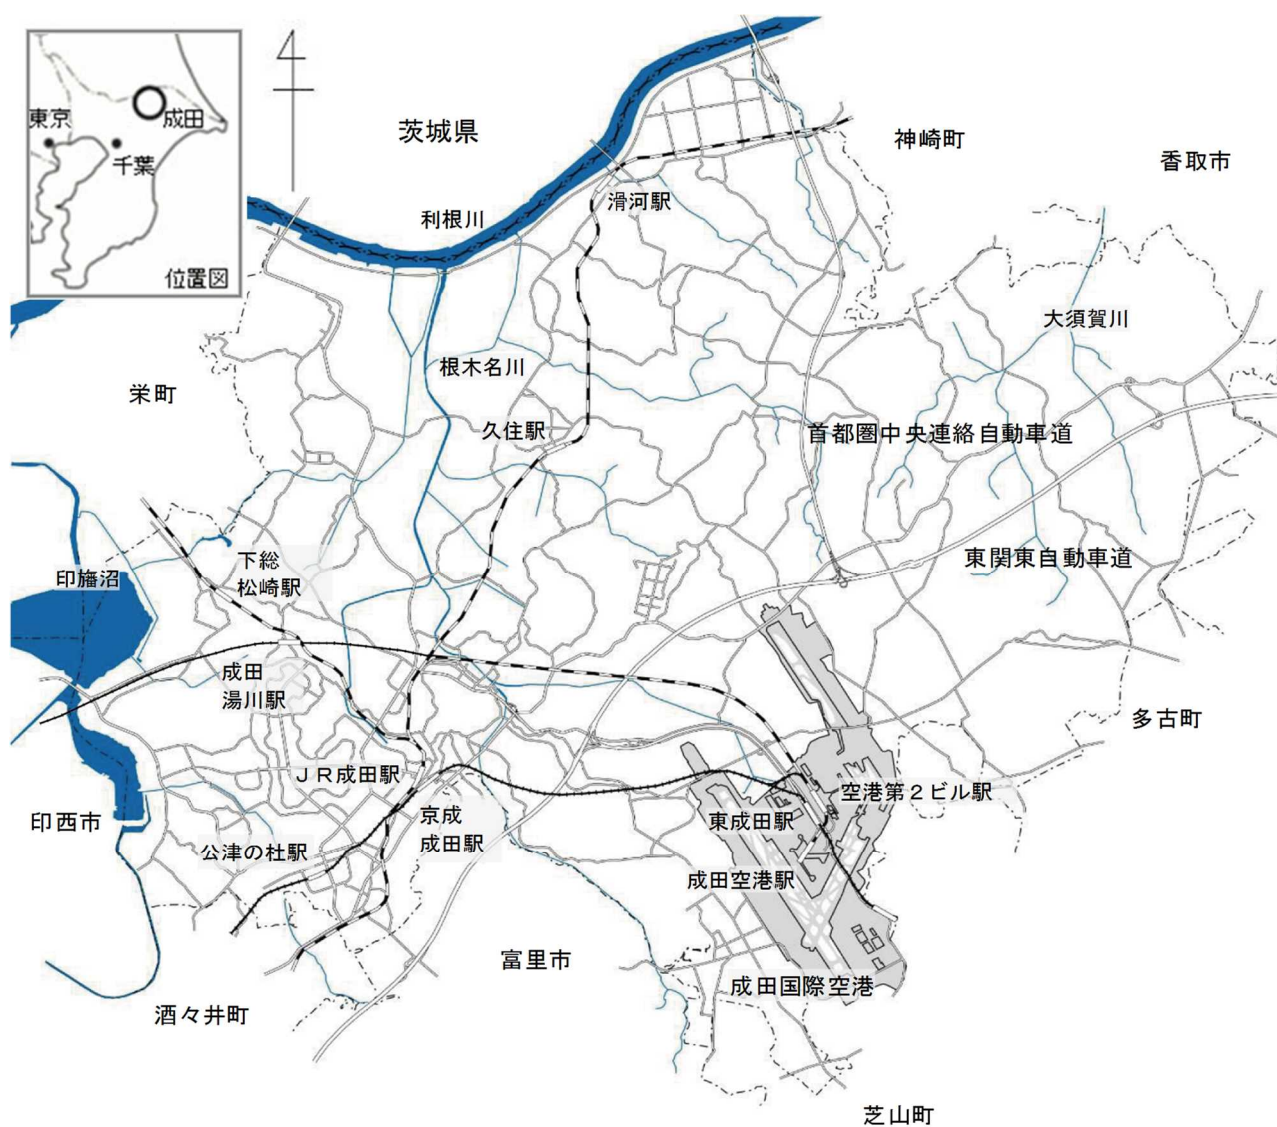 東京
成田
千葉
位置図
茨城県
神崎町
香取市
滑河駅
利根川
大須賀川
根木名川
栄町
久住駅
首都圏中央連絡自動車道
下総
松崎駅
印旛沼
東関東自動車道
成田
湯川駅
多古町
JR成田駅
空港第2ビル駅
印西市
京成
成田駅
東成田駅
公津の杜駅
成田空港駅
富里市
成田国際空港
酒々井町
芝山町